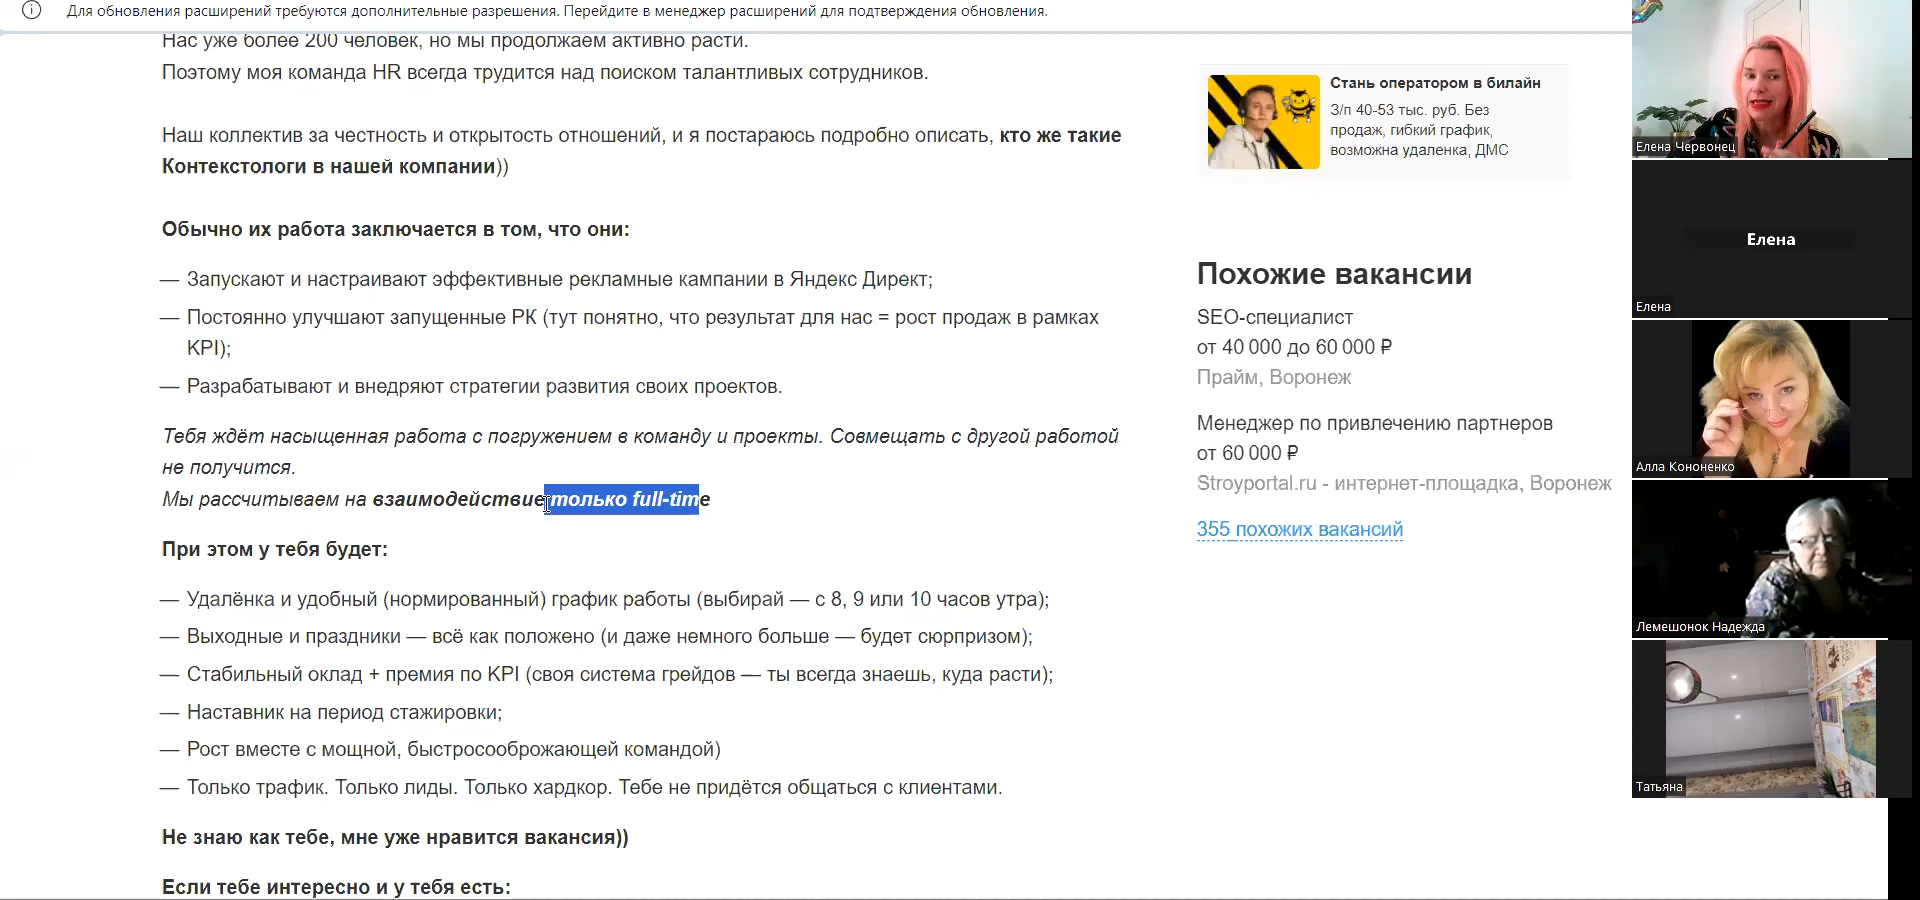 Для обновления расширений требуются дополнительные разрешения. Перейдите в менеджер расширений для подтверждения обновления.
Нас уже более 200 человек, но мы продолжаем активно расти.
Поэтому моя команда HR всегда трудится над поиском талантливых сотрудников.
Наш коллектив за честность и открытость отношений, и я постараюсь подробно описать, кто же такие
Контекстологи в нашей компании))
Обычно их работа заключается в том, что они:
— Запускают и настраивают эффективные рекламные кампании в Яндекс Директ;
— Постоянно улучшают запущенные РК (тут понятно, что результат для нас = рост продаж в рамках
KPI);
— Разрабатывают и внедряют стратегии развития своих проектов.
Тебя ждёт насыщенная работа с погружением в команду и проекты. Совмещать с другой работой
не получится.
Мы рассчитываем на взаимодействие только full-time
При этом у тебя будет:
— Удалёнка и удобный (нормированный) график работы (выбирай — с 8, 9 или 10 часов утра);
— Выходные и праздники — всё как положено (и даже немного больше — будет сюрпризом);
— Стабильный оклад + премия по KPI (своя система грейдов — ты всегда знаешь, куда расти);
— Наставник на период стажировки;
— Рост вместе с мощной, быстросооброжающей командой)
— Только трафик. Только лиды. Только хардкор. Тебе не придётся общаться с клиентами.
Не знаю как тебе, мне уже нравится вакансия))
Если тебе интересно и у тебя есть:
Стань оператором в билайн
З/п 40-53 тыс. руб. Без
продаж, гибкий график,
возможна удаленка, ДМС
Похожие вакансии
SEO-специалист
от 40 000 до 60 000 ₽
Прайм, Воронеж
Менеджер по привлечению партнеров
от 60 000 ₽
Stroyportal.ru - интернет-площадка, Воронеж
355 похожих вакансий
Елена Червонец
Елена
Елена
Алла Кононенко
Лемешонок Надежда
Татьяна